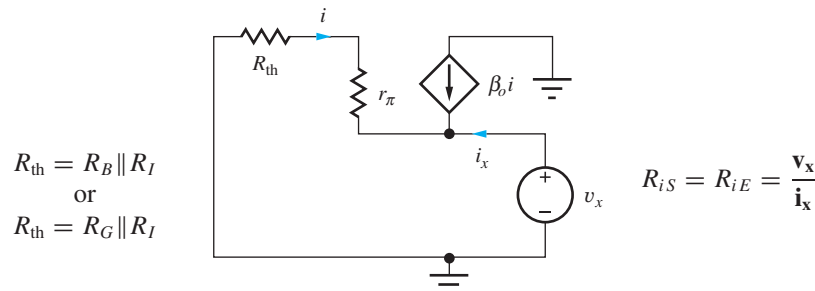 i
R_th
r_π
β_o i
i_x
+
−
v_x
R_th = R_B || R_I
or
R_th = R_G || R_I
R_iS = R_iE = v_x / i_x